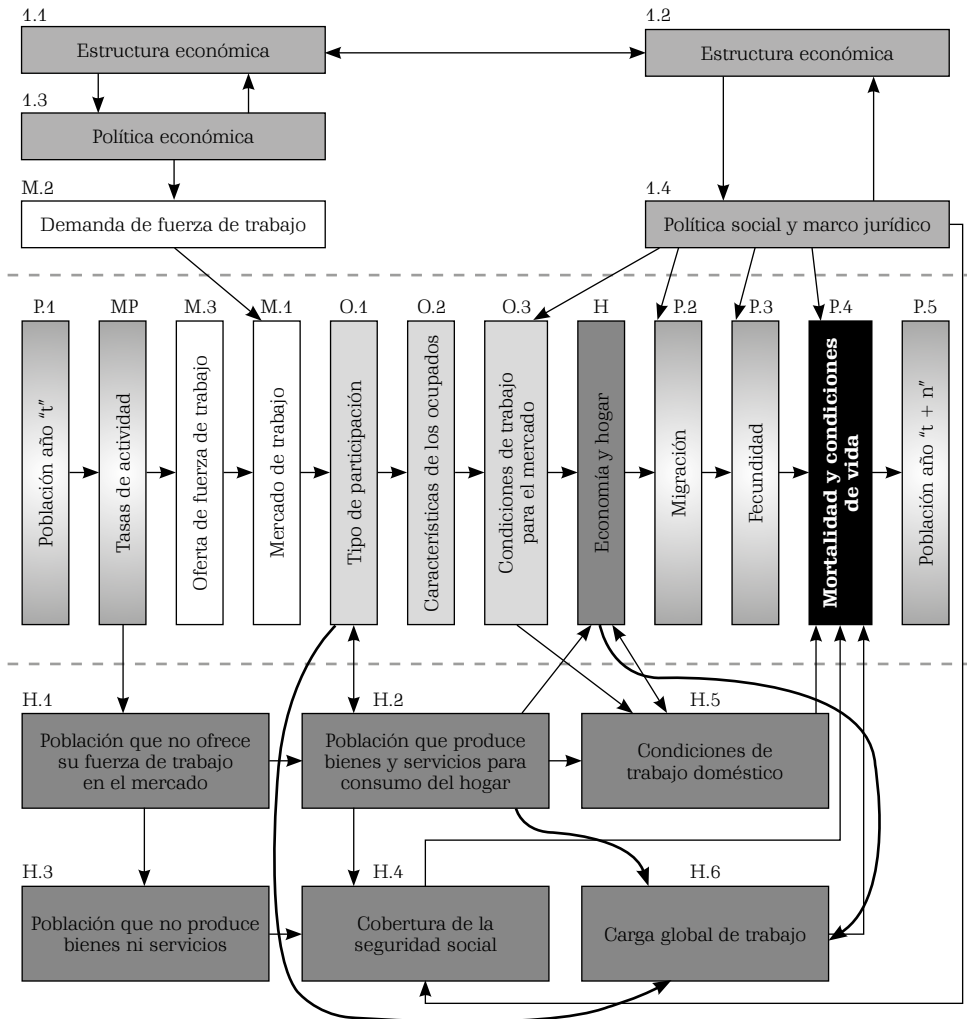 1.1
1.2
Estructura económica
Estructura económica
1.3
Política económica
M.2
1.4
Demanda de fuerza de trabajo
Política social y marco jurídico
P.1
MP
M.3
M.1
O.1
O.2
O.3
H
P.2
P.3
P.4
P.5
Población año "t"
Tasas de actividad
Oferta de fuerza de trabajo
Mercado de trabajo
Tipo de participación
Características de los ocupados
Condiciones de trabajo
para el mercado
Economía y hogar
Migración
Fecundidad
Mortalidad y condiciones
de vida
Población año "t + n"
H.1
H.2
H.5
Población que no ofrece
su fuerza de trabajo
en el mercado
Población que produce
bienes y servicios para
consumo del hogar
Condiciones de
trabajo doméstico
H.3
H.4
H.6
Población que no produce
bienes ni servicios
Cobertura de la
seguridad social
Carga global de trabajo